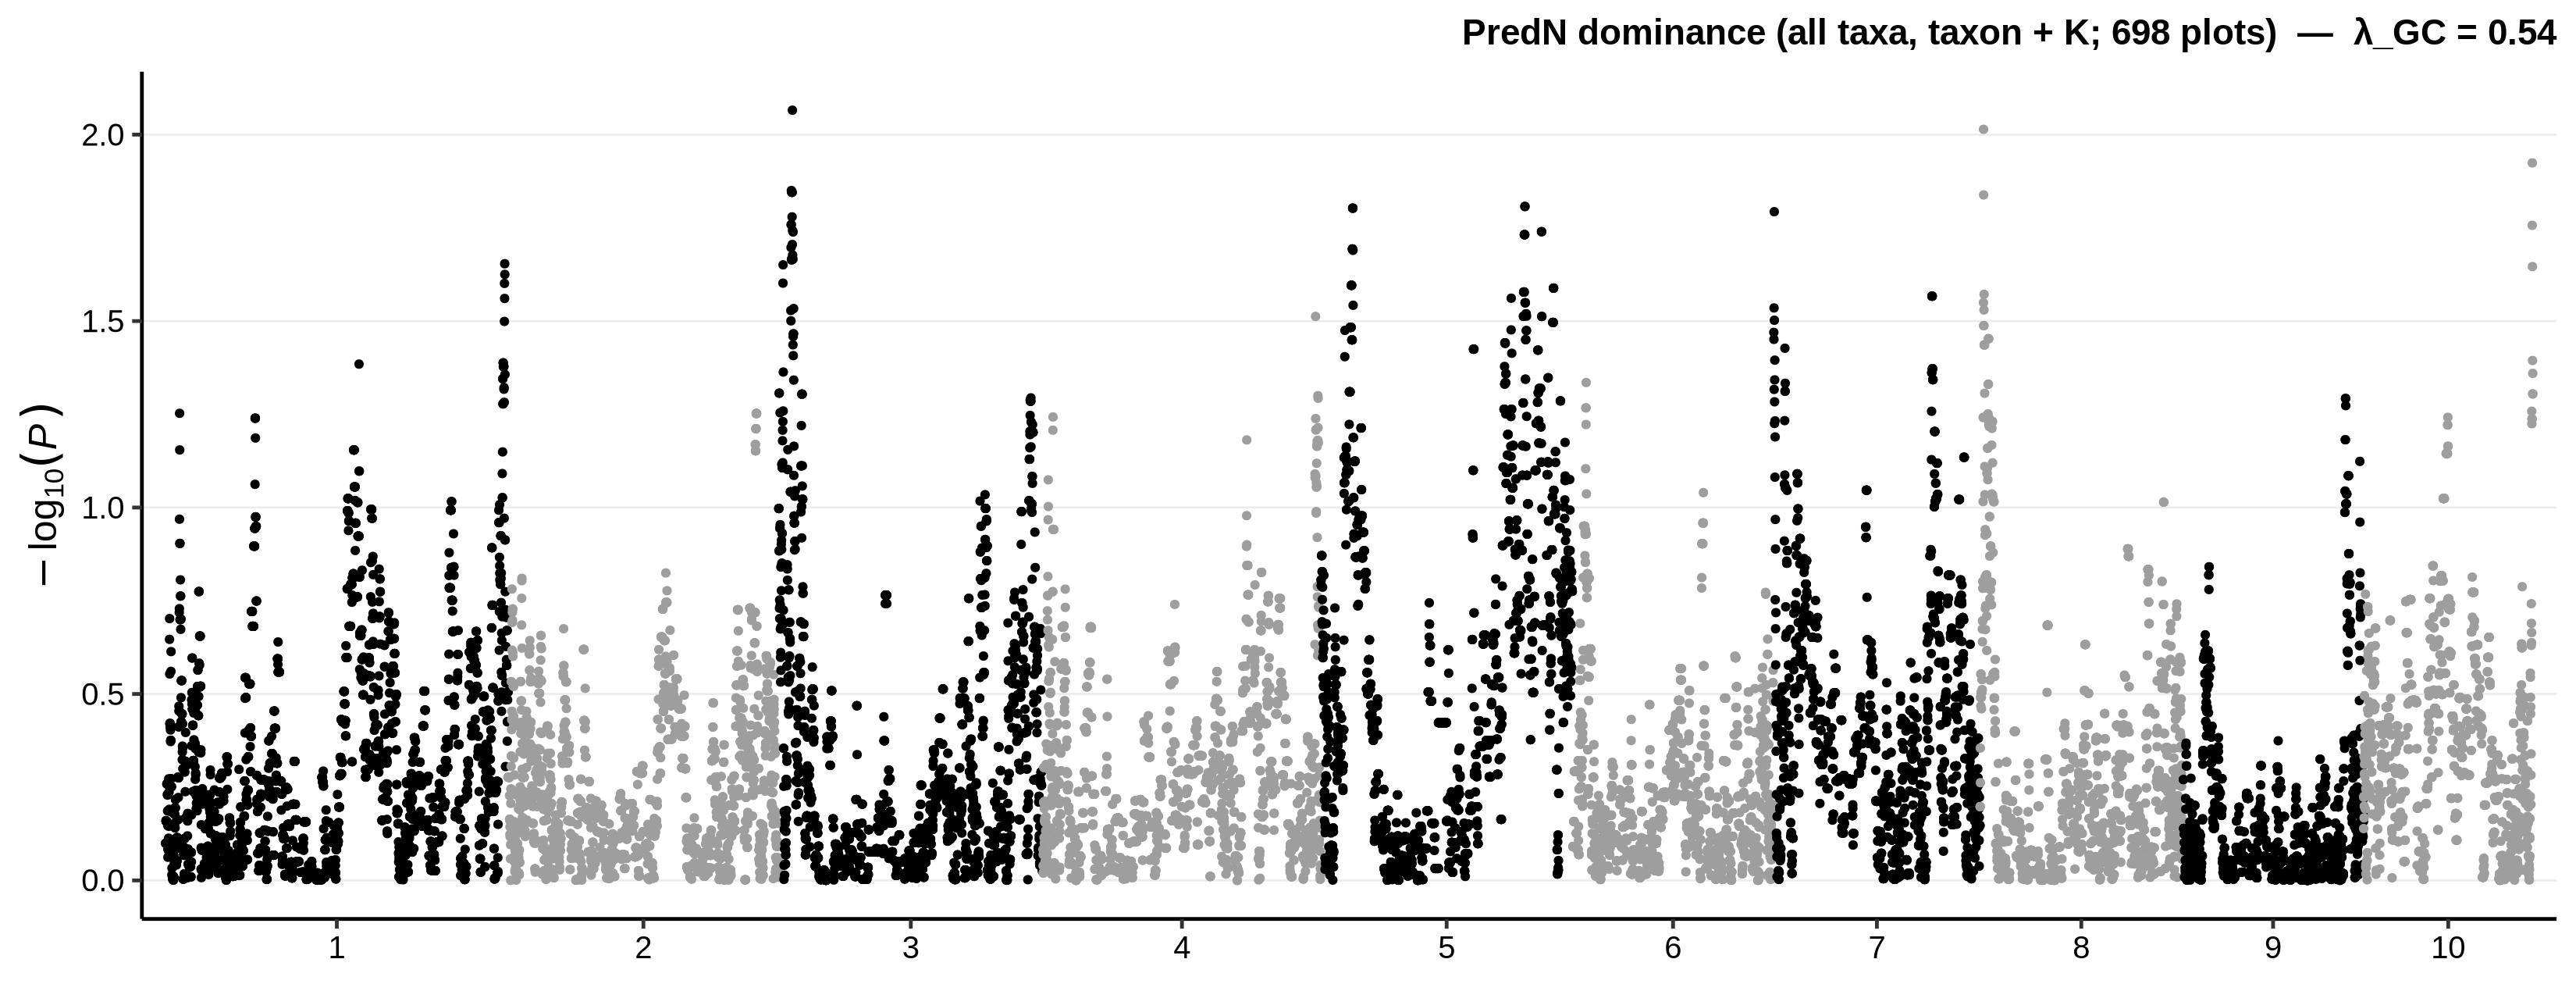 PredN dominance (all taxa, taxon + K; 698 plots) — λ_GC = 0.54
− log10(P)
2.0
1.5
1.0
0.5
0.0
1 2 3 4 5 6 7 8 9 10